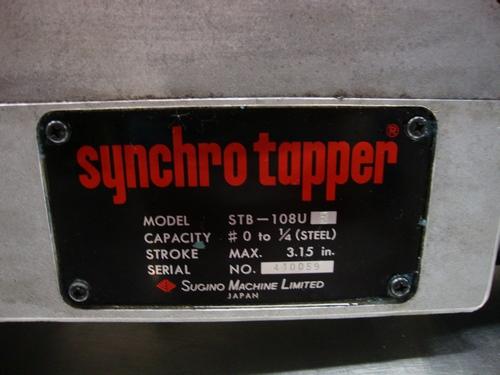 synchro tapper®
MODEL STB-108U
CAPACITY # 0 to ¼ (STEEL)
STROKE MAX. 3.15 in.
SERIAL NO. 410059
SUGINO MACHINE LIMITED
JAPAN